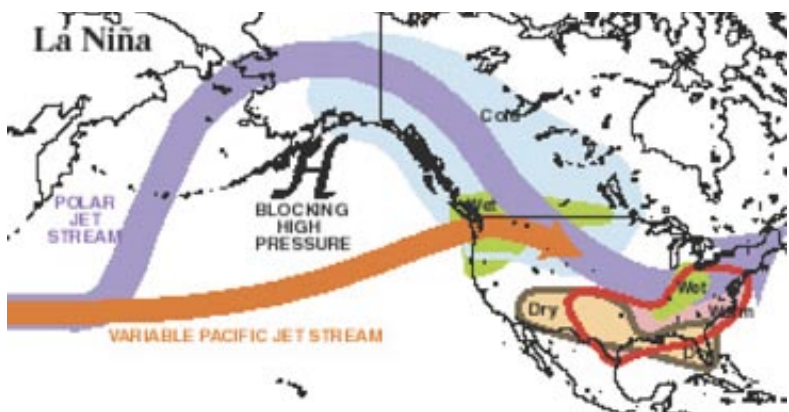 La Niña
Cold
POLAR
JET
STREAM
H
BLOCKING
HIGH
PRESSURE
Wet
VARIABLE PACIFIC JET STREAM
Wet
Dry
Warm
Dry